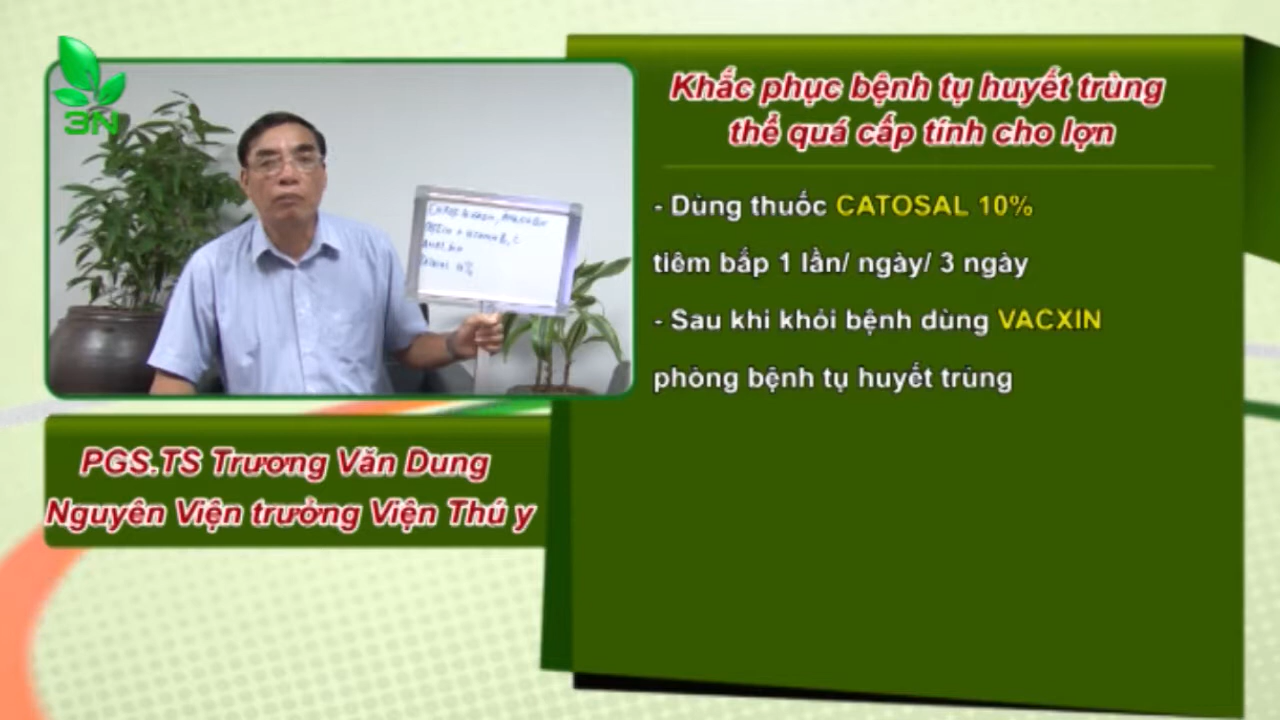 3N
Khắc phục bệnh tụ huyết trùng
thể quá cấp tính cho lợn
- Dùng thuốc CATOSAL 10%
tiêm bắp 1 lần/ ngày/ 3 ngày
- Sau khi khỏi bệnh dùng VACXIN
phòng bệnh tụ huyết trùng
PGS.TS Trương Văn Dung
Nguyên Viện trưởng Viện Thú y